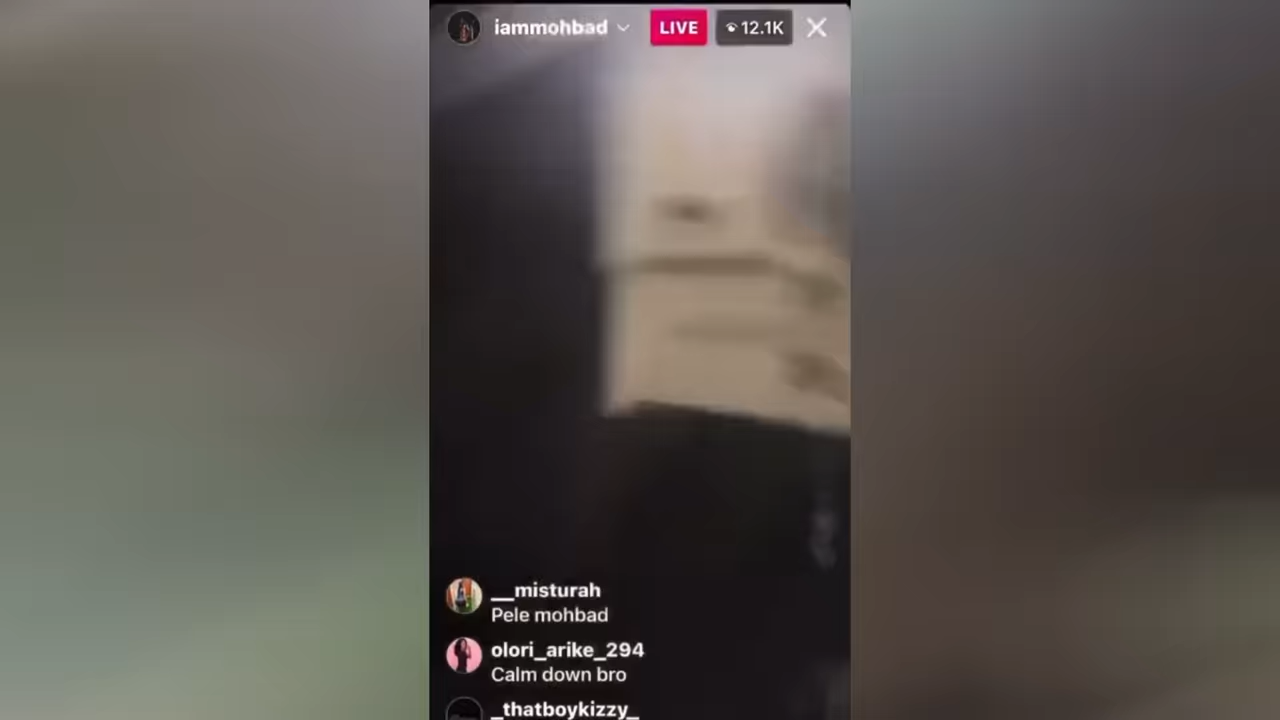 iammohbad
LIVE
12.1K
__misturah
Pele mohbad
olori_arike_294
Calm down bro
_thatboykizzy_